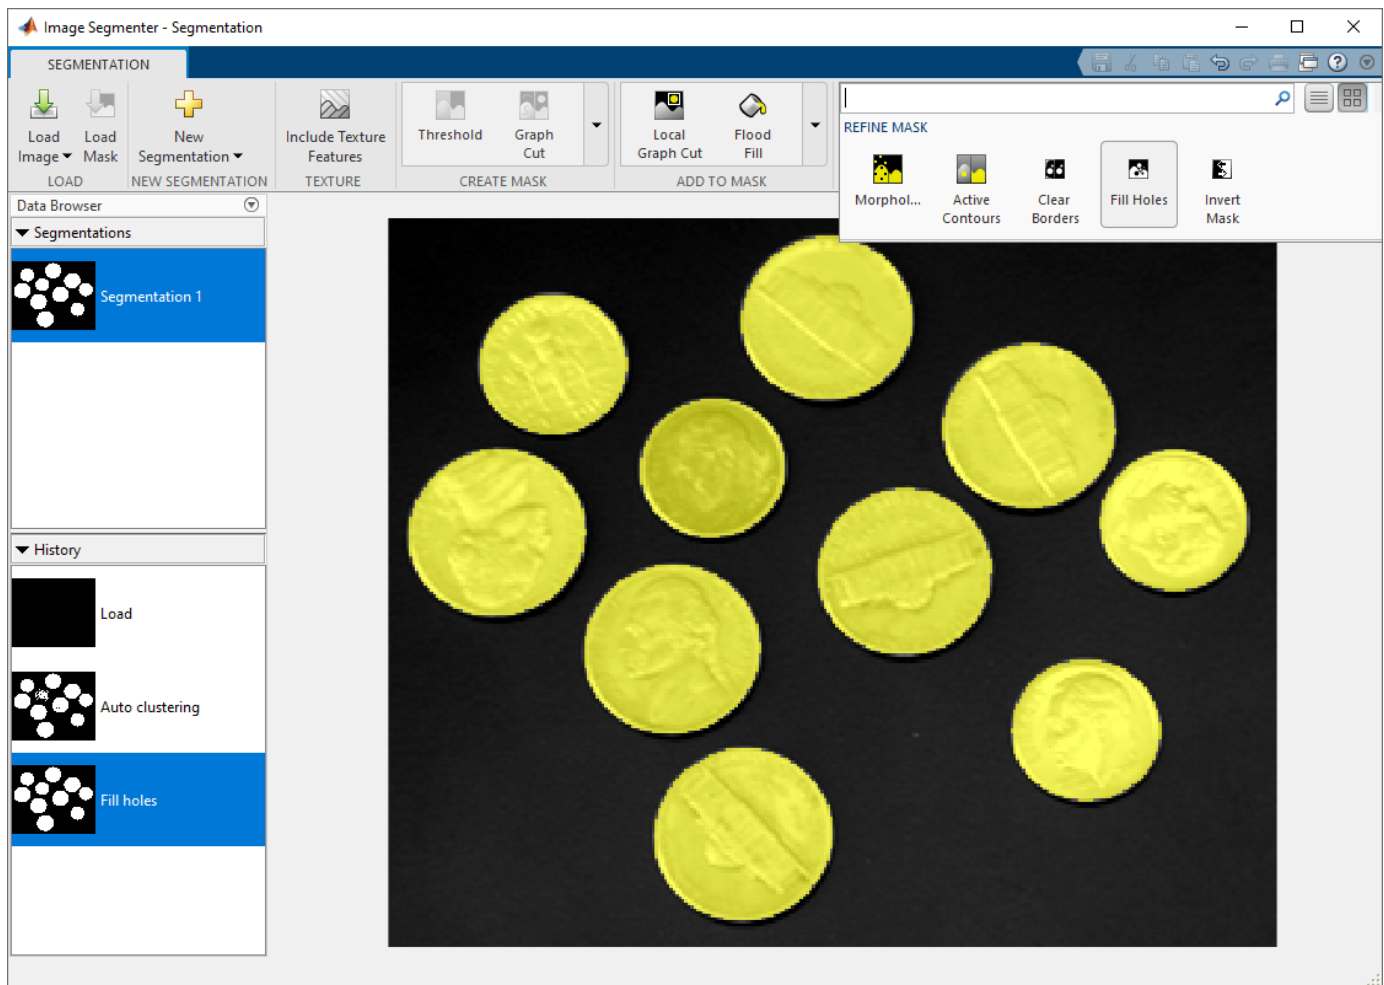 Image Segmenter - Segmentation
SEGMENTATION
Load
Image
Load
Mask
New
Segmentation
Include Texture
Features
Threshold
Graph
Cut
Local
Graph Cut
Flood
Fill
LOAD
NEW SEGMENTATION
TEXTURE
CREATE MASK
ADD TO MASK
REFINE MASK
Morphol...
Active
Contours
Clear
Borders
Fill Holes
Invert
Mask
Data Browser
Segmentations
Segmentation 1
History
Load
Auto clustering
Fill holes